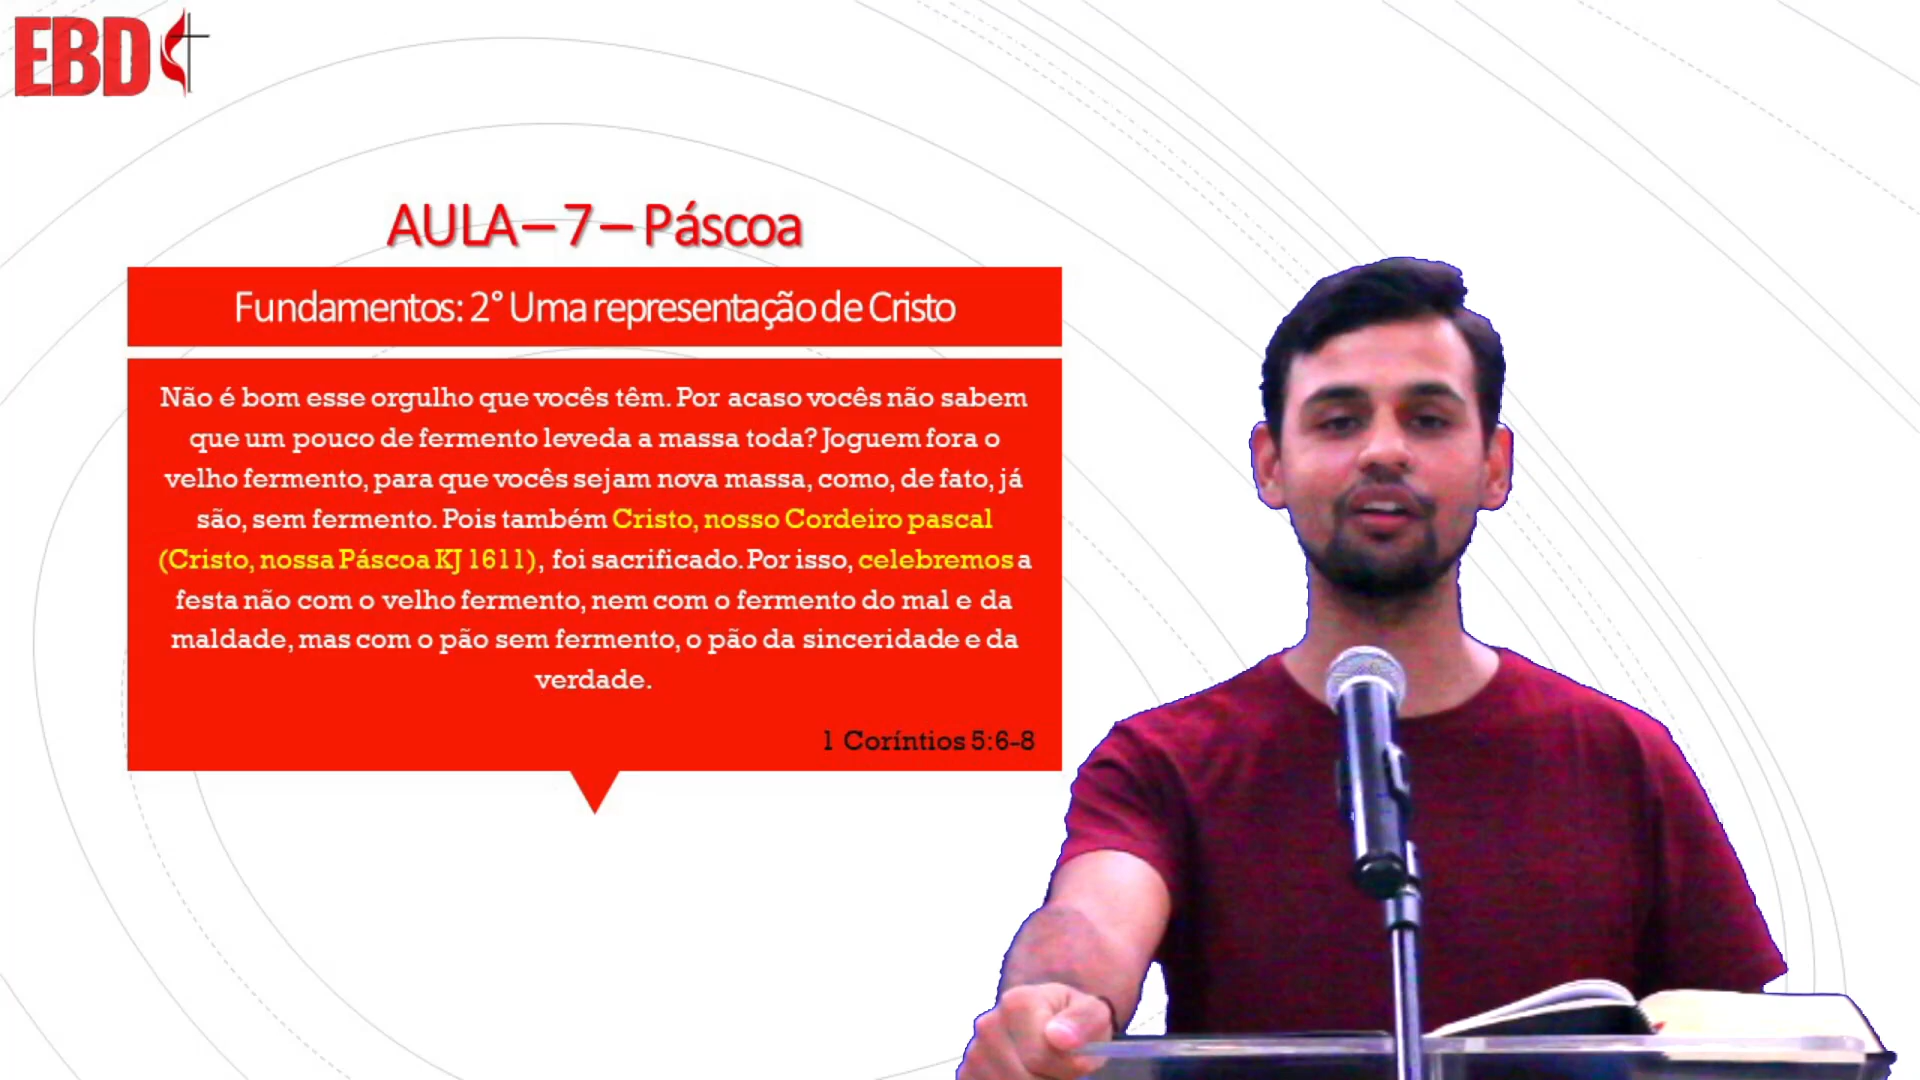 EBD
AULA – 7 – Páscoa
Fundamentos: 2° Uma representação de Cristo
Não é bom esse orgulho que vocês têm. Por acaso vocês não sabem
que um pouco de fermento leveda a massa toda? Joguem fora o
velho fermento, para que vocês sejam nova massa, como, de fato, já
são, sem fermento. Pois também Cristo, nosso Cordeiro pascal
(Cristo, nossa Páscoa KJ 1611), foi sacrificado. Por isso, celebremos a
festa não com o velho fermento, nem com o fermento do mal e da
maldade, mas com o pão sem fermento, o pão da sinceridade e da
verdade.
1 Coríntios 5:6-8